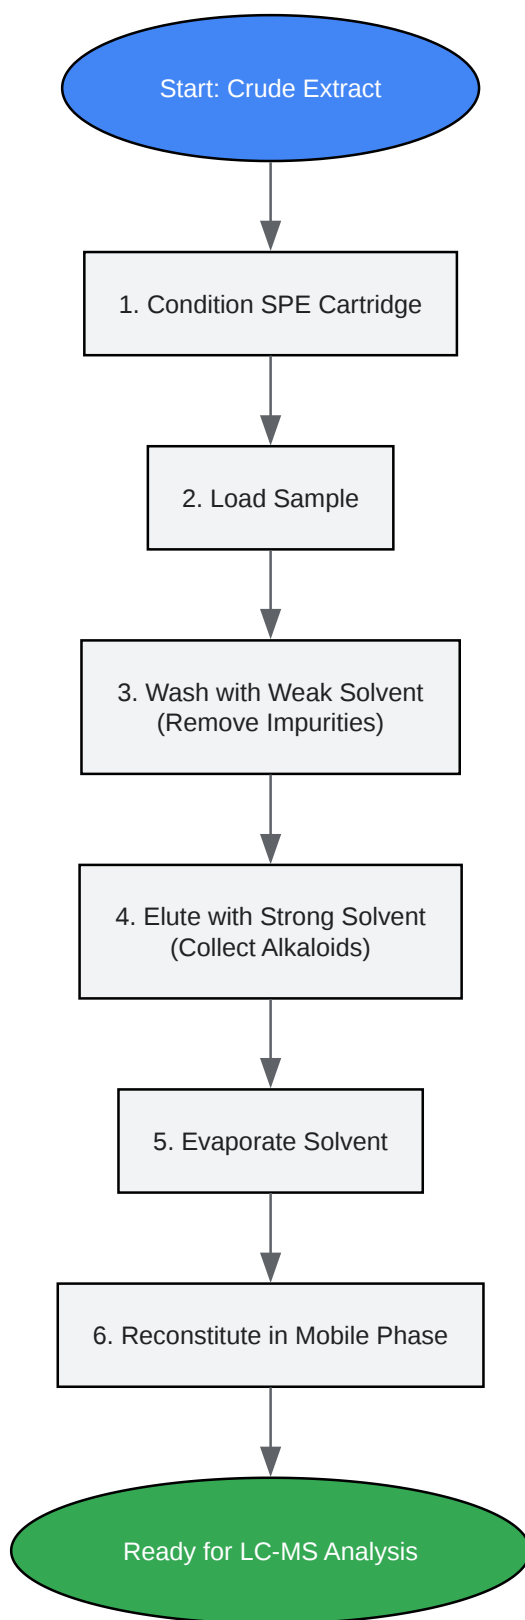 Start: Crude Extract
1. Condition SPE Cartridge
2. Load Sample
3. Wash with Weak Solvent
(Remove Impurities)
4. Elute with Strong Solvent
(Collect Alkaloids)
5. Evaporate Solvent
6. Reconstitute in Mobile Phase
Ready for LC-MS Analysis